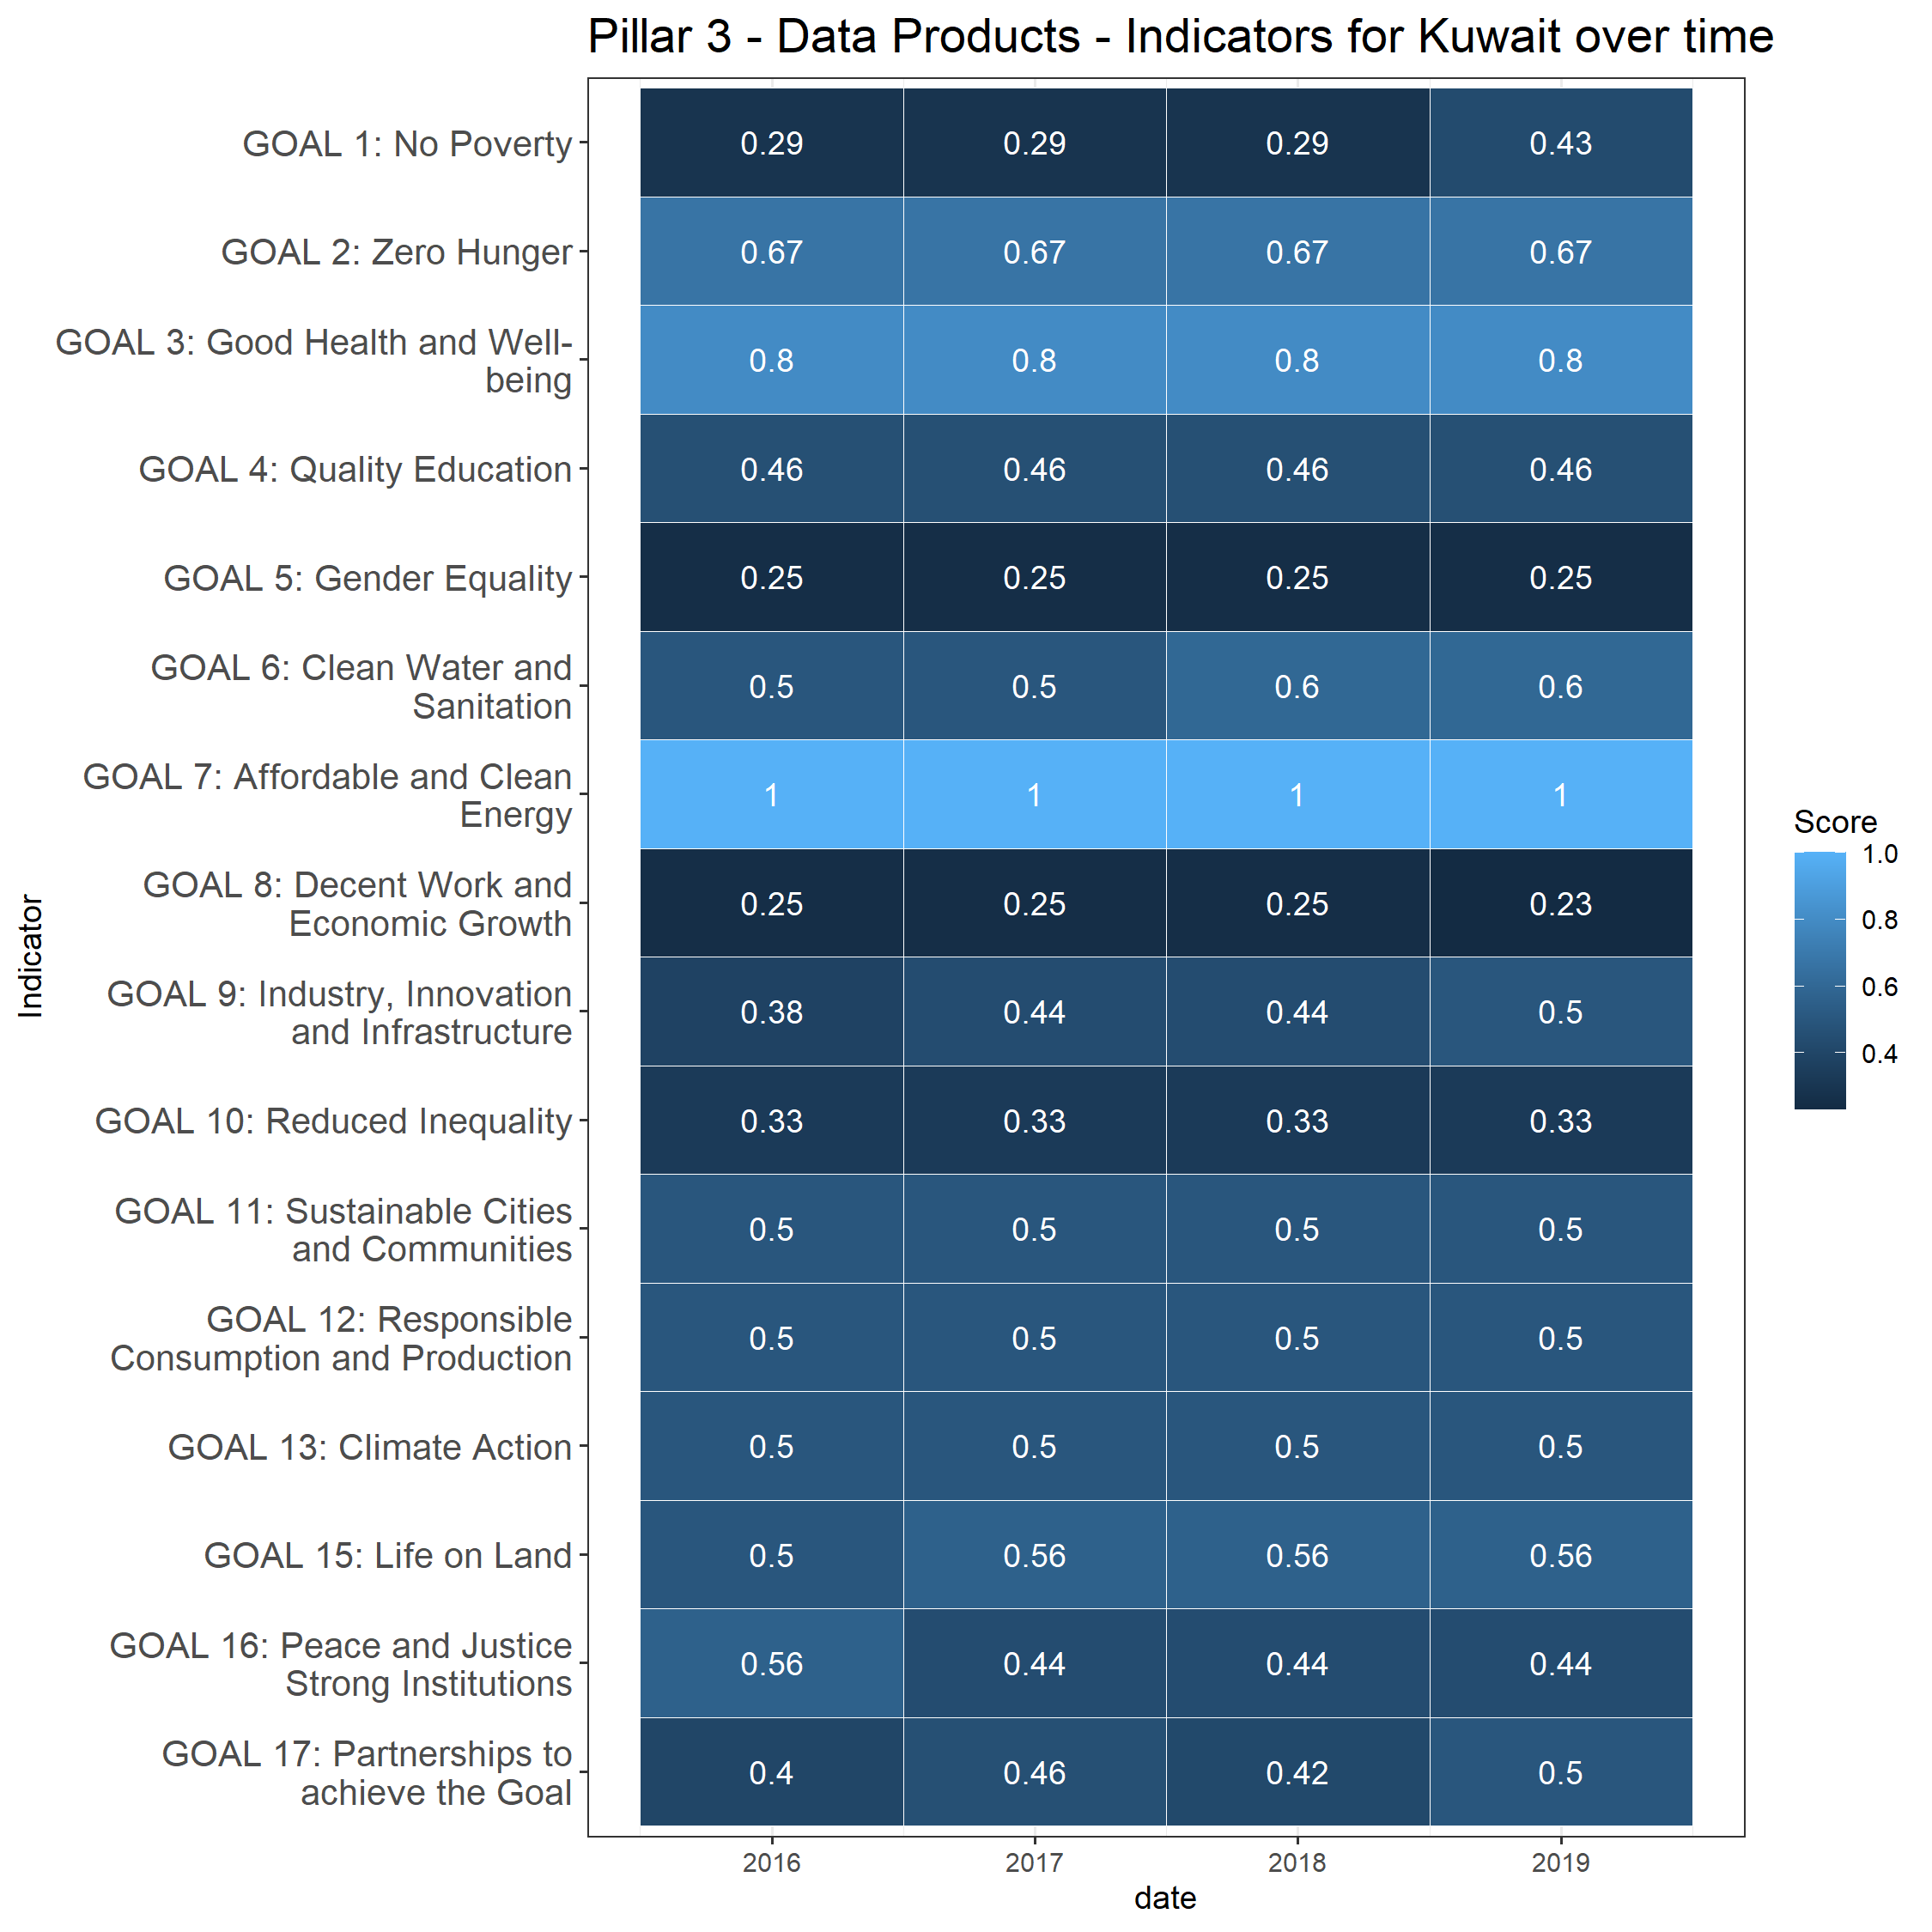 Pillar 3 - Data Products - Indicators for Kuwait over time
GOAL 1: No Poverty
0.29 0.29 0.29 0.43
GOAL 2: Zero Hunger
0.67 0.67 0.67 0.67
GOAL 3: Good Health and Well-
being
0.8 0.8 0.8 0.8
GOAL 4: Quality Education
0.46 0.46 0.46 0.46
GOAL 5: Gender Equality
0.25 0.25 0.25 0.25
GOAL 6: Clean Water and
Sanitation
0.5 0.5 0.6 0.6
GOAL 7: Affordable and Clean
Energy
1 1 1 1
GOAL 8: Decent Work and
Economic Growth
0.25 0.25 0.25 0.23
GOAL 9: Industry, Innovation
and Infrastructure
0.38 0.44 0.44 0.5
GOAL 10: Reduced Inequality
0.33 0.33 0.33 0.33
GOAL 11: Sustainable Cities
and Communities
0.5 0.5 0.5 0.5
GOAL 12: Responsible
Consumption and Production
0.5 0.5 0.5 0.5
GOAL 13: Climate Action
0.5 0.5 0.5 0.5
GOAL 15: Life on Land
0.5 0.56 0.56 0.56
GOAL 16: Peace and Justice
Strong Institutions
0.56 0.44 0.44 0.44
GOAL 17: Partnerships to
achieve the Goal
0.4 0.46 0.42 0.5
2016 2017 2018 2019
date
Indicator
Score
1.0
0.8
0.6
0.4